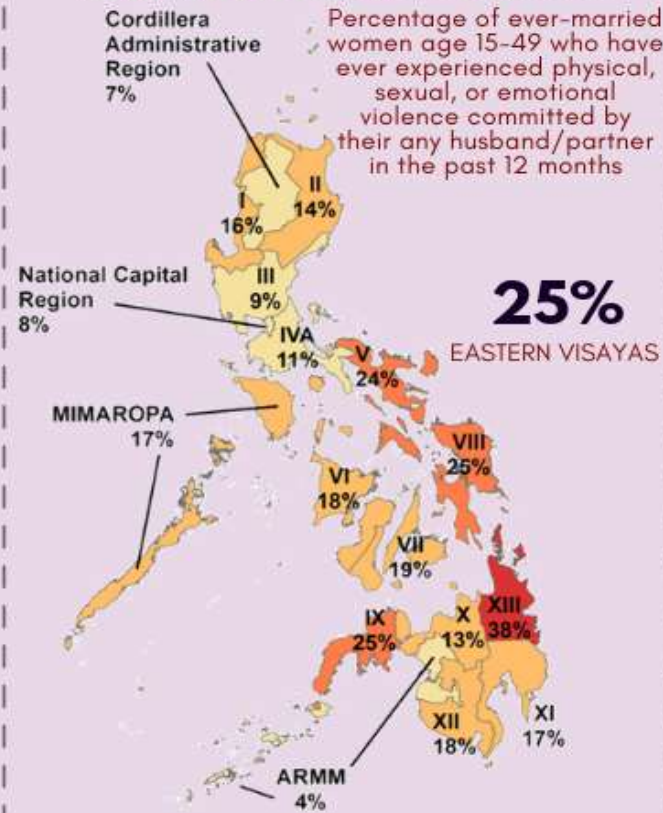 Cordillera
Administrative
Region
7%
Percentage of ever-married
women age 15-49 who have
ever experienced physical,
sexual, or emotional
violence committed by
their any husband/partner
in the past 12 months
II
14%
I
16%
National Capital
Region
8%
III
9%
25%
EASTERN VISAYAS
IVA
11%
V
24%
MIMAROPA
17%
VIII
25%
VI
18%
VII
19%
IX
25%
X
13%
XIII
38%
XII
18%
XI
17%
ARMM
4%